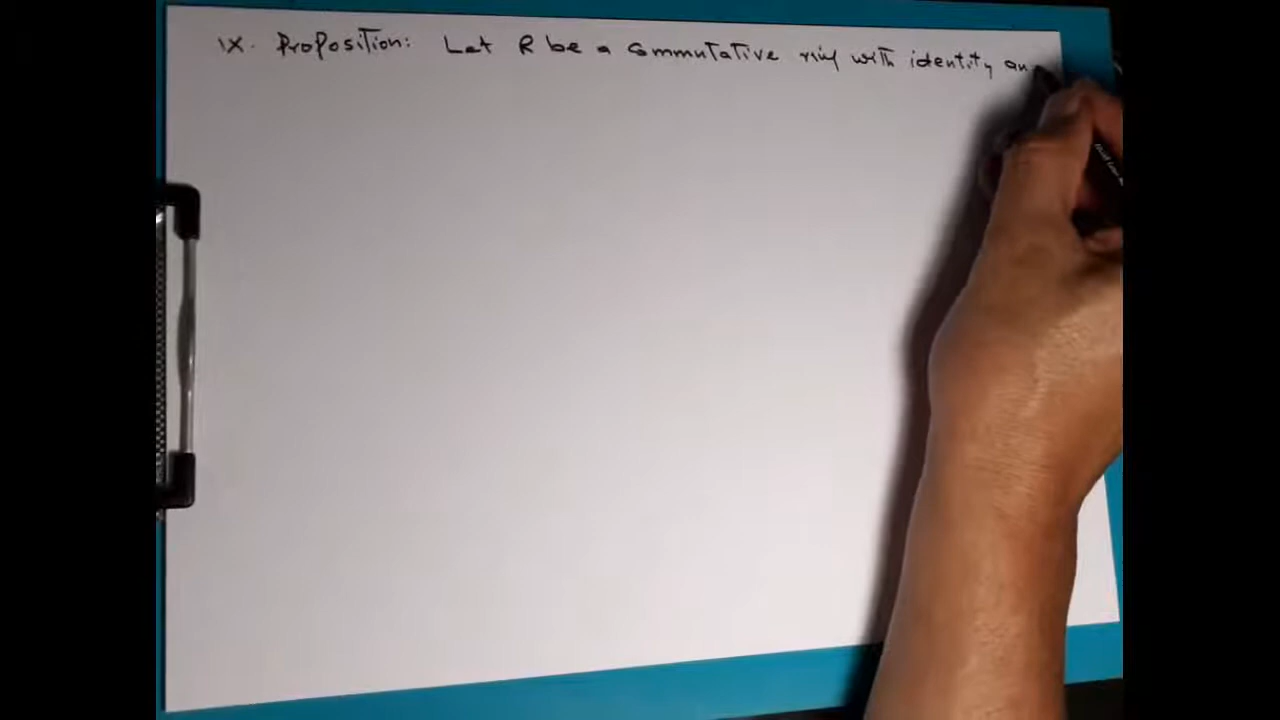 IX. Proposition: Let R be a commutative ring with identity an